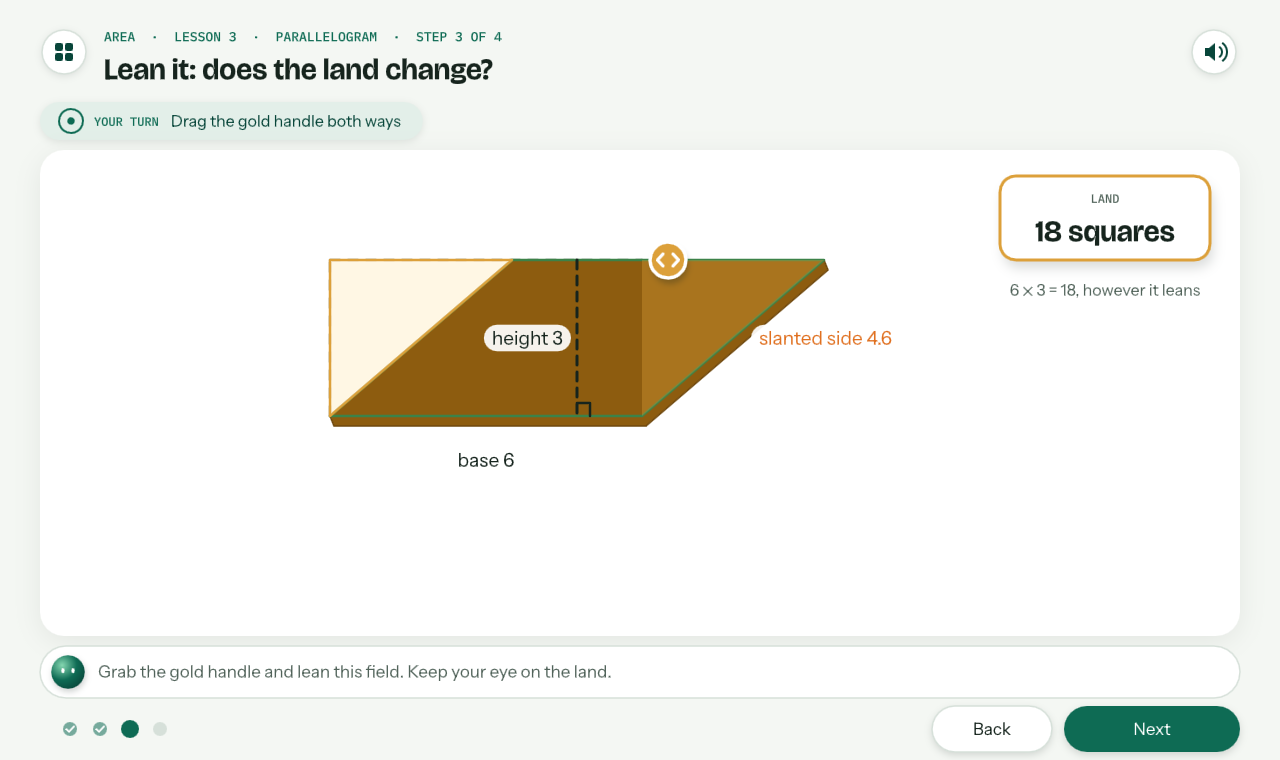 AREA · LESSON 3 · PARALLELOGRAM · STEP 3 OF 4
Lean it: does the land change?
YOUR TURN Drag the gold handle both ways
LAND
18 squares
6 × 3 = 18, however it leans
height 3
slanted side 4.6
base 6
Grab the gold handle and lean this field. Keep your eye on the land.
Back
Next